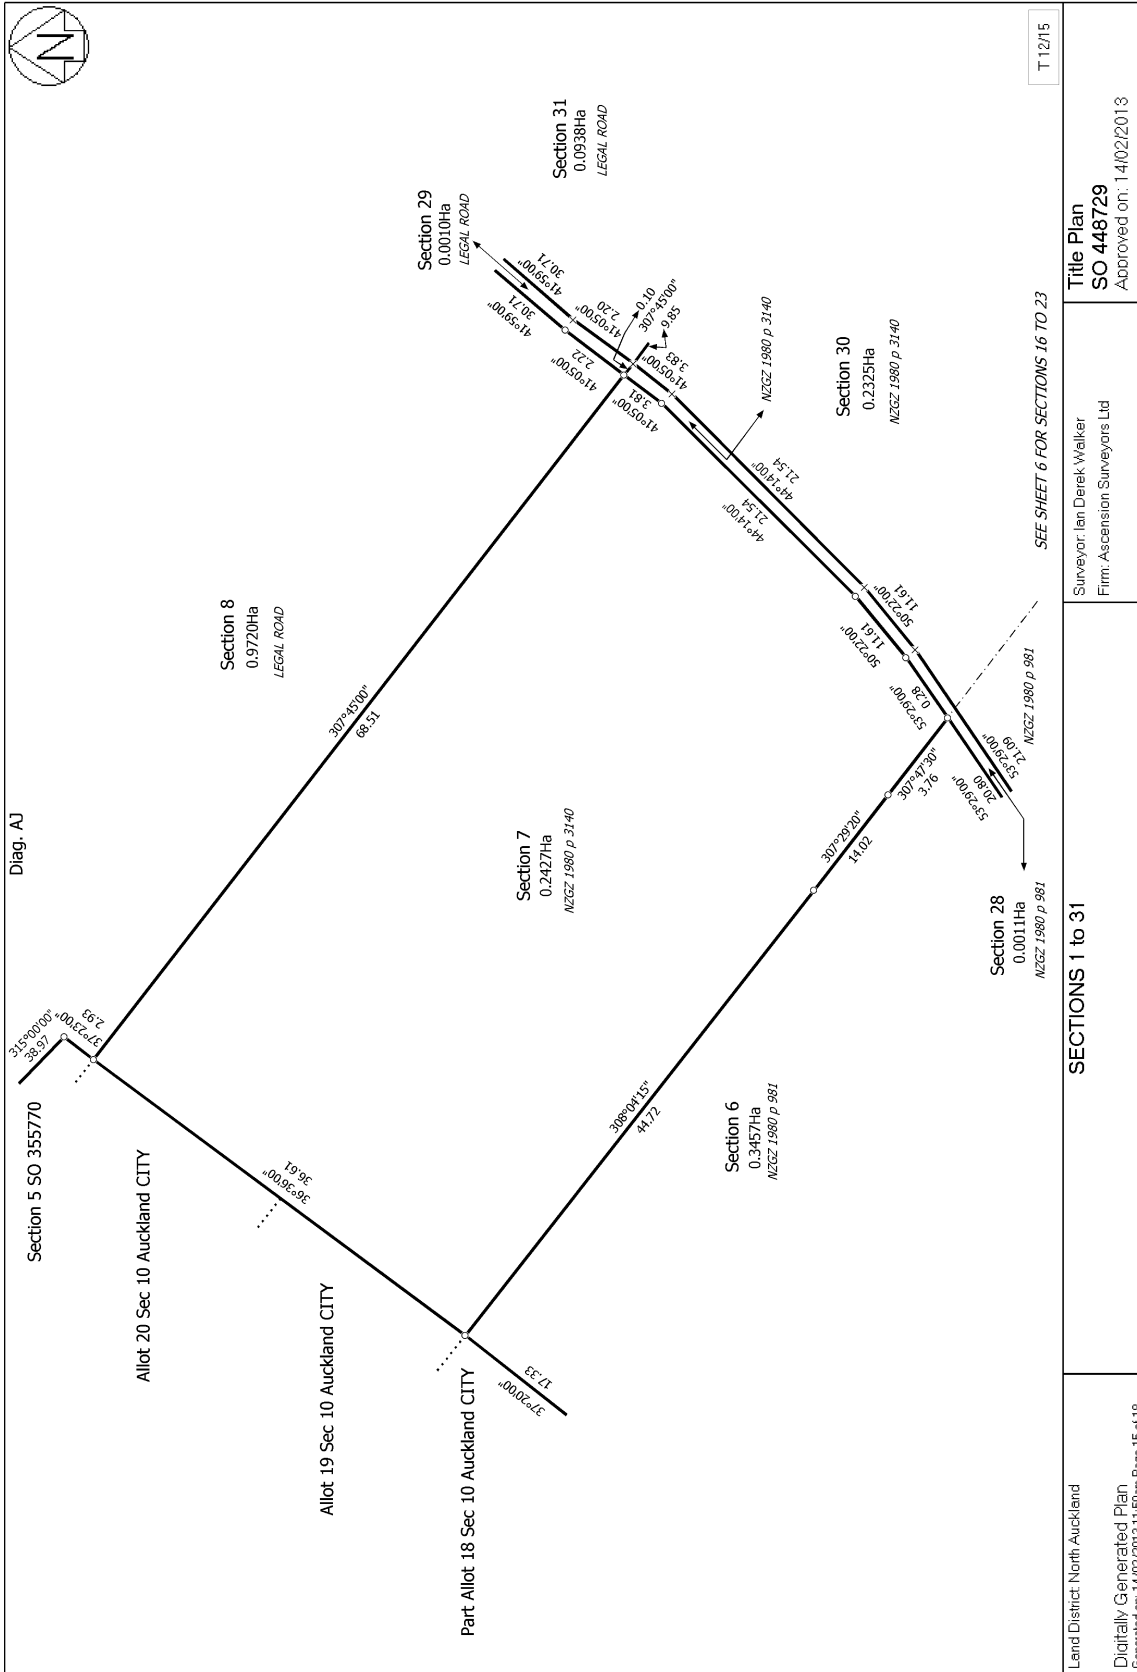 Diag. AJ
N
T 12/15
Section 5 SO 355770
315°00'00"
38.97
37°23'00"
2.93
Allot 20 Sec 10 Auckland CITY
36°36'00"
36.61
Allot 19 Sec 10 Auckland CITY
Part Allot 18 Sec 10 Auckland CITY
37°20'00"
17.33
Section 8
0.9720Ha
LEGAL ROAD
307°45'00"
68.51
Section 7
0.2427Ha
NZGZ 1980 p 3140
308°04'15"
44.72
Section 6
0.3457Ha
NZGZ 1980 p 981
307°29'20"
14.02
307°47'30"
3.76
Section 29
0.0010Ha
LEGAL ROAD
Section 31
0.0938Ha
LEGAL ROAD
41°59'00"
30.71
41°59'00"
30.71
41°05'00"
2.22
41°05'00"
2.20
0.10
307°45'00"
9.85
41°05'00"
3.81
41°05'00"
3.83
NZGZ 1980 p 3140
Section 30
0.2325Ha
NZGZ 1980 p 3140
44°14'00"
21.54
44°14'00"
21.54
50°22'00"
11.61
50°22'00"
11.61
53°29'00"
0.28
53°29'00"
20.80
53°29'00"
21.09
NZGZ 1980 p 981
Section 28
0.0011Ha
NZGZ 1980 p 981
SEE SHEET 6 FOR SECTIONS 16 TO 23
Land District: North Auckland
Digitally Generated Plan
Generated on: 14/02/2013 11:59am Page 15 of 18
SECTIONS 1 to 31
Surveyor: Ian Derek Walker
Firm: Ascension Surveyors Ltd
Title Plan
SO 448729
Approved on: 14/02/2013